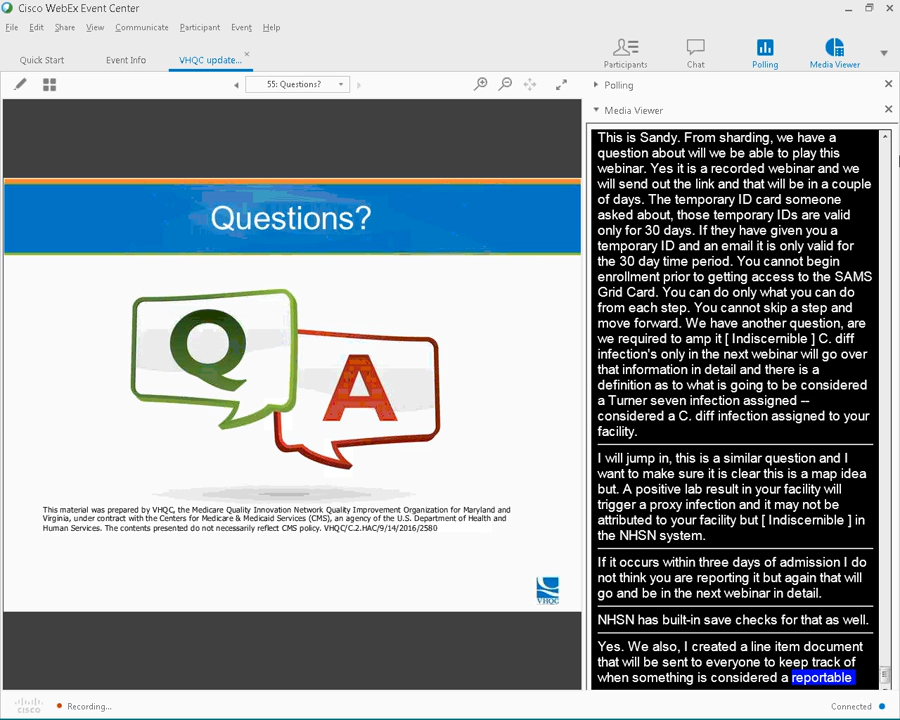 Cisco WebEx Event Center
File Edit Share View Communicate Participant Event Help
Quick Start Event Info VHQC update...
Participants Chat Polling Media Viewer
55: Questions?
Polling
Media Viewer
Questions?
Q
A
This material was prepared by VHQC, the Medicare Quality Innovation Network Quality Improvement Organization for Maryland and
Virginia, under contract with the Centers for Medicare & Medicaid Services (CMS), an agency of the U.S. Department of Health and
Human Services. The contents presented do not necessarily reflect CMS policy. VHQC/C.2.HAC/9/14/2016/2580
VHQC
This is Sandy. From sharding, we have a
question about will we be able to play this
webinar. Yes it is a recorded webinar and we
will send out the link and that will be in a couple
of days. The temporary ID card someone
asked about, those temporary IDs are valid
only for 30 days. If they have given you a
temporary ID and an email it is only valid for
the 30 day time period. You cannot begin
enrollment prior to getting access to the SAMS
Grid Card. You can do only what you can do
from each step. You cannot skip a step and
move forward. We have another question, are
we required to amp it [ Indiscernible ] C. diff
infection's only in the next webinar will go over
that information in detail and there is a
definition as to what is going to be considered
a Turner seven infection assigned --
considered a C. diff infection assigned to your
facility.
I will jump in, this is a similar question and I
want to make sure it is clear this is a map idea
but. A positive lab result in your facility will
trigger a proxy infection and it may not be
attributed to your facility but [ Indiscernible ] in
the NHSN system.
If it occurs within three days of admission I do
not think you are reporting it but again that will
go and be in the next webinar in detail.
NHSN has built-in save checks for that as well.
Yes. We also, I created a line item document
that will be sent to everyone to keep track of
when something is considered a reportable
cisco Recording...
Connected